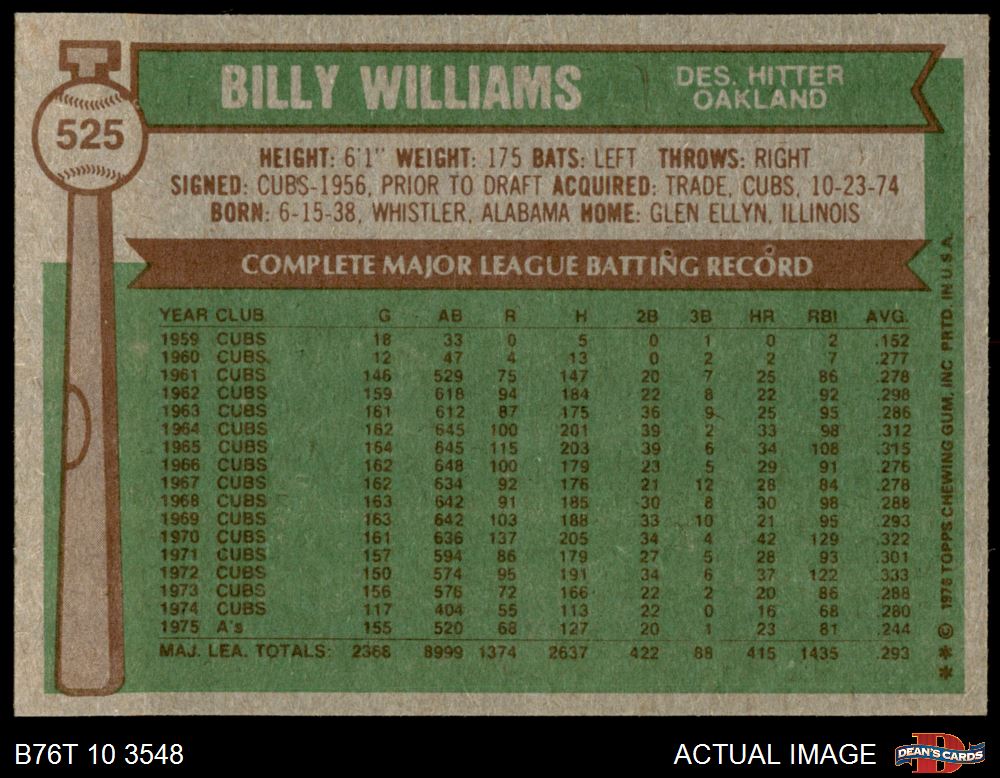 BILLY WILLIAMS
DES. HITTER
OAKLAND
525
HEIGHT: 6'1" WEIGHT: 175 BATS: LEFT THROWS: RIGHT
SIGNED: CUBS-1956, PRIOR TO DRAFT ACQUIRED: TRADE, CUBS, 10-23-74
BORN: 6-15-38, WHISTLER, ALABAMA HOME: GLEN ELLYN, ILLINOIS
COMPLETE MAJOR LEAGUE BATTING RECORD
YEAR CLUB G AB R H 2B 3B HR RBI AVG.
1959 CUBS 18 33 0 5 0 1 0 2 .152
1960 CUBS 12 47 4 13 0 2 2 7 .277
1961 CUBS 146 529 75 147 20 7 25 86 .278
1962 CUBS 159 618 94 184 22 8 22 92 .298
1963 CUBS 161 612 87 175 36 9 25 95 .286
1964 CUBS 162 645 100 201 39 2 33 98 .312
1965 CUBS 164 645 115 203 39 6 34 108 .315
1966 CUBS 162 648 100 179 23 5 29 91 .276
1967 CUBS 162 634 92 176 21 12 28 84 .278
1968 CUBS 163 642 91 185 30 8 30 98 .288
1969 CUBS 163 642 103 188 33 10 21 95 .293
1970 CUBS 161 636 137 205 34 4 42 129 .322
1971 CUBS 157 594 86 179 27 5 28 93 .301
1972 CUBS 150 574 95 191 34 6 37 122 .333
1973 CUBS 156 576 72 166 22 2 20 86 .288
1974 CUBS 117 404 55 113 22 0 16 68 .280
1975 A's 155 520 68 127 20 1 23 81 .244
MAJ. LEA. TOTALS: 2368 8999 1374 2637 422 88 415 1435 .293
** © 1976 TOPPS CHEWING GUM, INC PRTD. IN U.S.A.
B76T 10 3548
ACTUAL IMAGE
DEAN'S CARDS